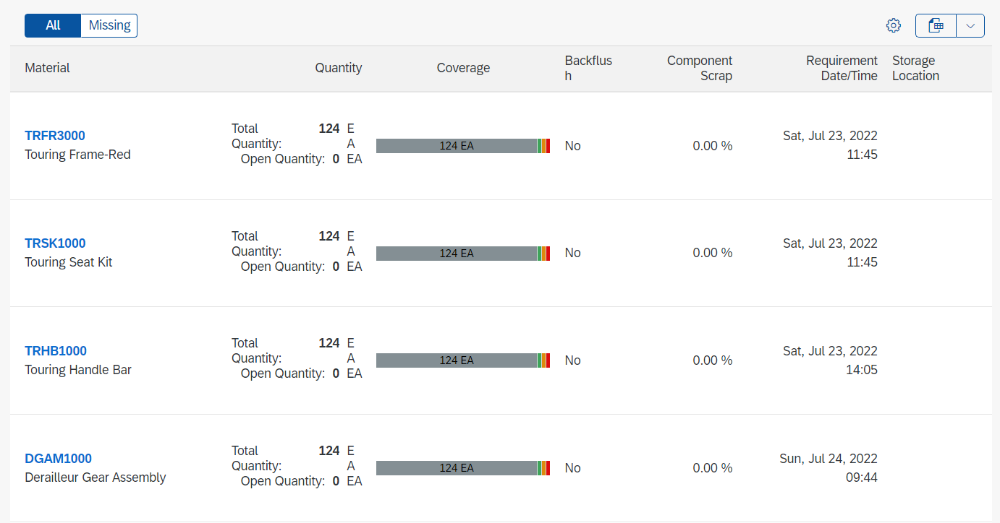 All Missing
Material Quantity Coverage Backflus
h Component
Scrap Requirement
Date/Time Storage
Location
TRFR3000
Touring Frame-Red
Total
Quantity: 124 E
A
Open Quantity: 0 EA
124 EA
No
0.00 %
Sat, Jul 23, 2022
11:45
TRSK1000
Touring Seat Kit
Total
Quantity: 124 E
A
Open Quantity: 0 EA
124 EA
No
0.00 %
Sat, Jul 23, 2022
11:45
TRHB1000
Touring Handle Bar
Total
Quantity: 124 E
A
Open Quantity: 0 EA
124 EA
No
0.00 %
Sat, Jul 23, 2022
14:05
DGAM1000
Derailleur Gear Assembly
Total
Quantity: 124 E
A
Open Quantity: 0 EA
124 EA
No
0.00 %
Sun, Jul 24, 2022
09:44